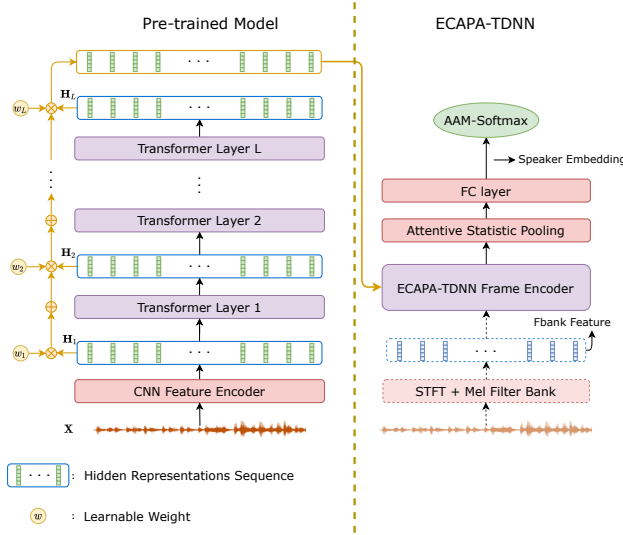 Pre-trained Model
ECAPA-TDNN
. . .
w_L
H_L
. . .
AAM-Softmax
Transformer Layer L
Speaker Embedding
FC layer
Transformer Layer 2
Attentive Statistic Pooling
w_2
H_2
. . .
ECAPA-TDNN Frame Encoder
Transformer Layer 1
Fbank Feature
w_1
H_1
. . .
. . .
CNN Feature Encoder
STFT + Mel Filter Bank
X
. . . : Hidden Representations Sequence
w : Learnable Weight